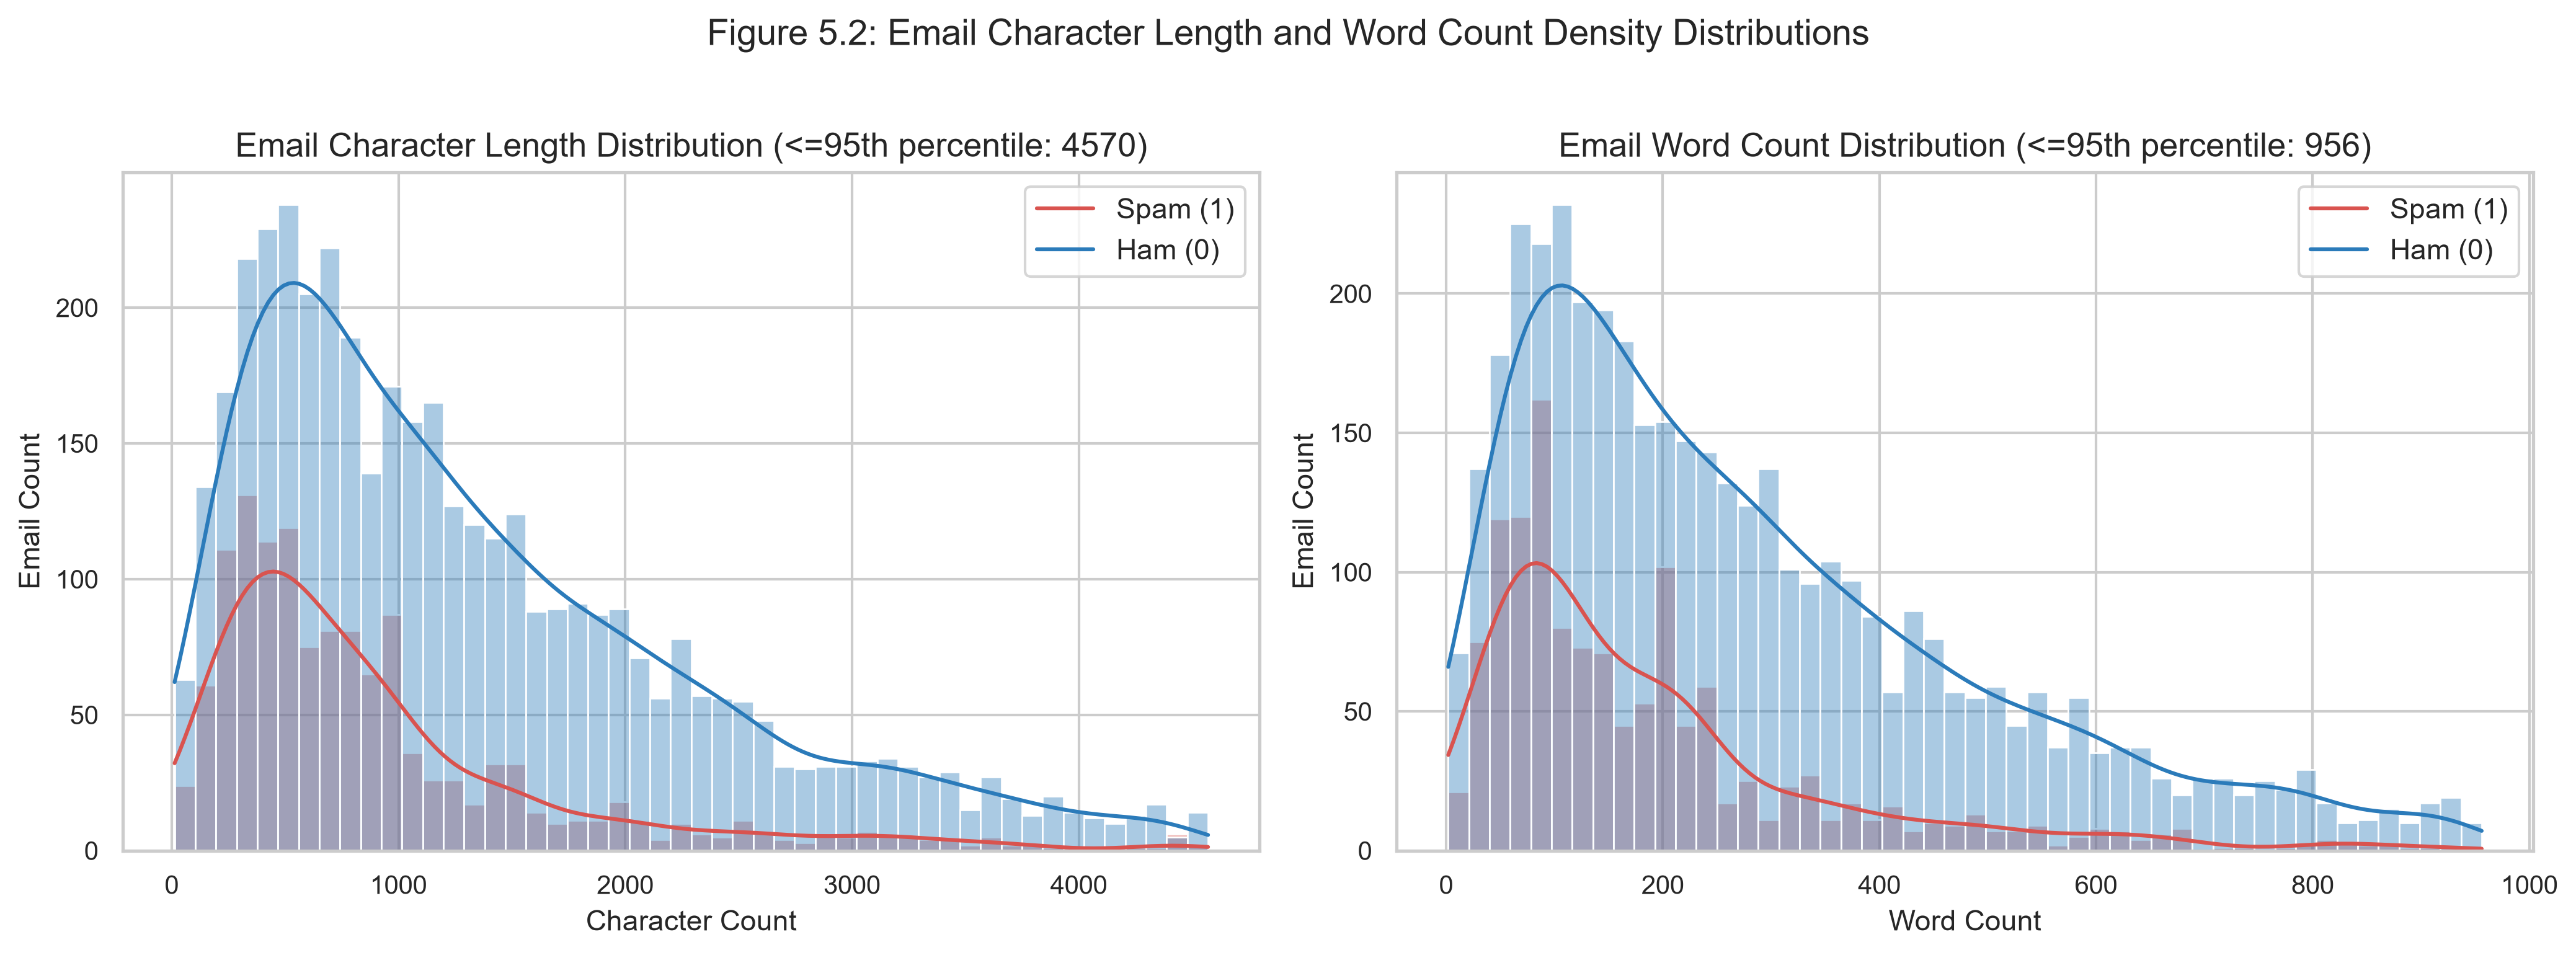 Figure 5.2: Email Character Length and Word Count Density Distributions
Email Character Length Distribution (<=95th percentile: 4570)
Spam (1)
Ham (0)
200
150
100
50
0
Email Count
0 1000 2000 3000 4000
Character Count
Email Word Count Distribution (<=95th percentile: 956)
Spam (1)
Ham (0)
200
150
100
50
0
Email Count
0 200 400 600 800 1000
Word Count